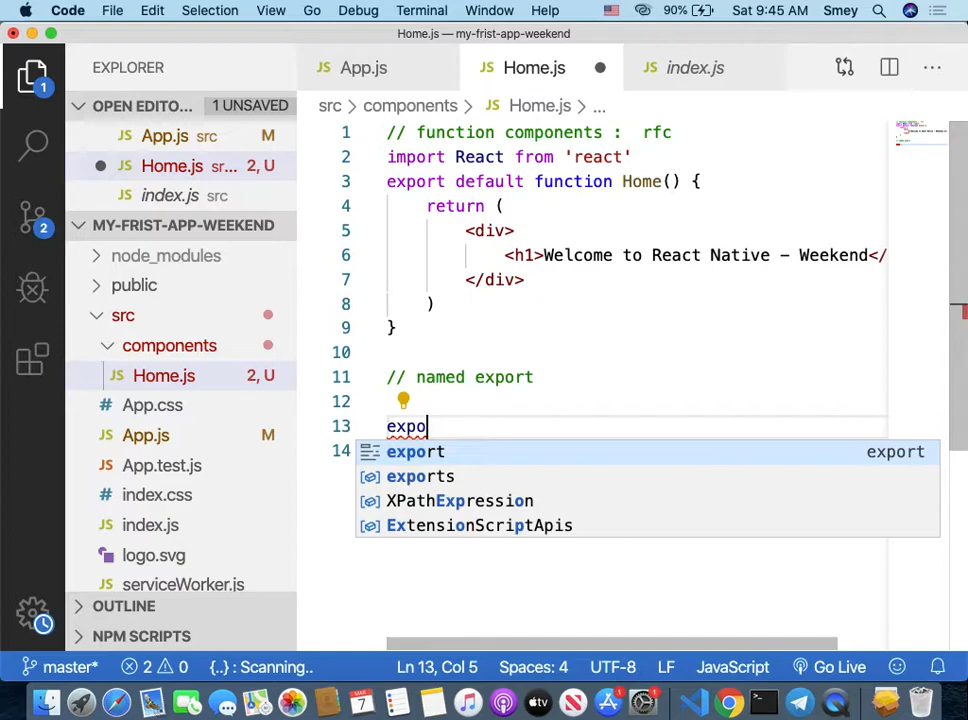 Code File Edit Selection View Go Debug Terminal Window Help 90% Sat 9:45 AM Smey
Home.js — my-frist-app-weekend
EXPLORER
App.js
Home.js
index.js
OPEN EDITO... 1 UNSAVED
App.js src M
Home.js sr... 2, U
index.js src
MY-FRIST-APP-WEEKEND
node_modules
public
src
components
Home.js 2, U
App.css
App.js M
App.test.js
index.css
index.js
logo.svg
serviceWorker.js
OUTLINE
NPM SCRIPTS
1
2
src > components > JS Home.js > ...
1 // function components : rfc
2 import React from 'react'
3 export default function Home() {
4 return (
5 <div>
6 <h1>Welcome to React Native - Weekend</
7 </div>
8 )
9 }
10
11 // named export
12
13 expo
14
export export
exports
XPathExpression
ExtensionScriptApis
master* 2 0 {..} : Scanning.. Ln 13, Col 5 Spaces: 4 UTF-8 LF JavaScript Go Live
7